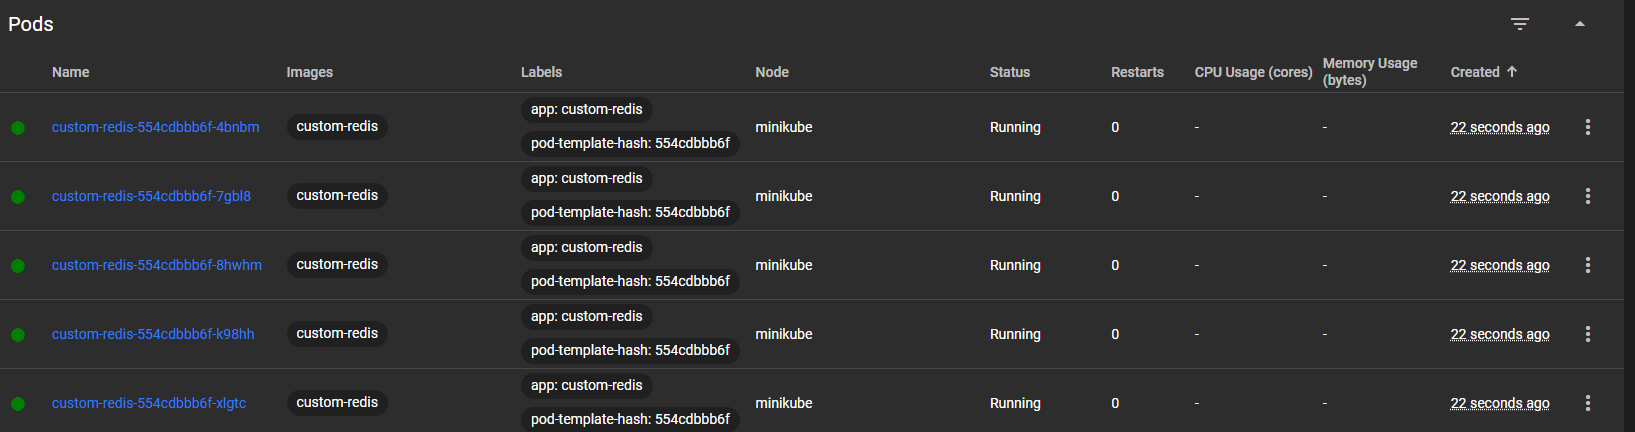 Pods
Name Images Labels Node Status Restarts CPU Usage (cores) Memory Usage (bytes) Created
custom-redis-554cdbbb6f-4bnbm custom-redis app: custom-redis minikube Running 0 - - 22 seconds ago
pod-template-hash: 554cdbbb6f
custom-redis-554cdbbb6f-7gbl8 custom-redis app: custom-redis minikube Running 0 - - 22 seconds ago
pod-template-hash: 554cdbbb6f
custom-redis-554cdbbb6f-8hwhm custom-redis app: custom-redis minikube Running 0 - - 22 seconds ago
pod-template-hash: 554cdbbb6f
custom-redis-554cdbbb6f-k98hh custom-redis app: custom-redis minikube Running 0 - - 22 seconds ago
pod-template-hash: 554cdbbb6f
custom-redis-554cdbbb6f-xlgtc custom-redis app: custom-redis minikube Running 0 - - 22 seconds ago
pod-template-hash: 554cdbbb6f